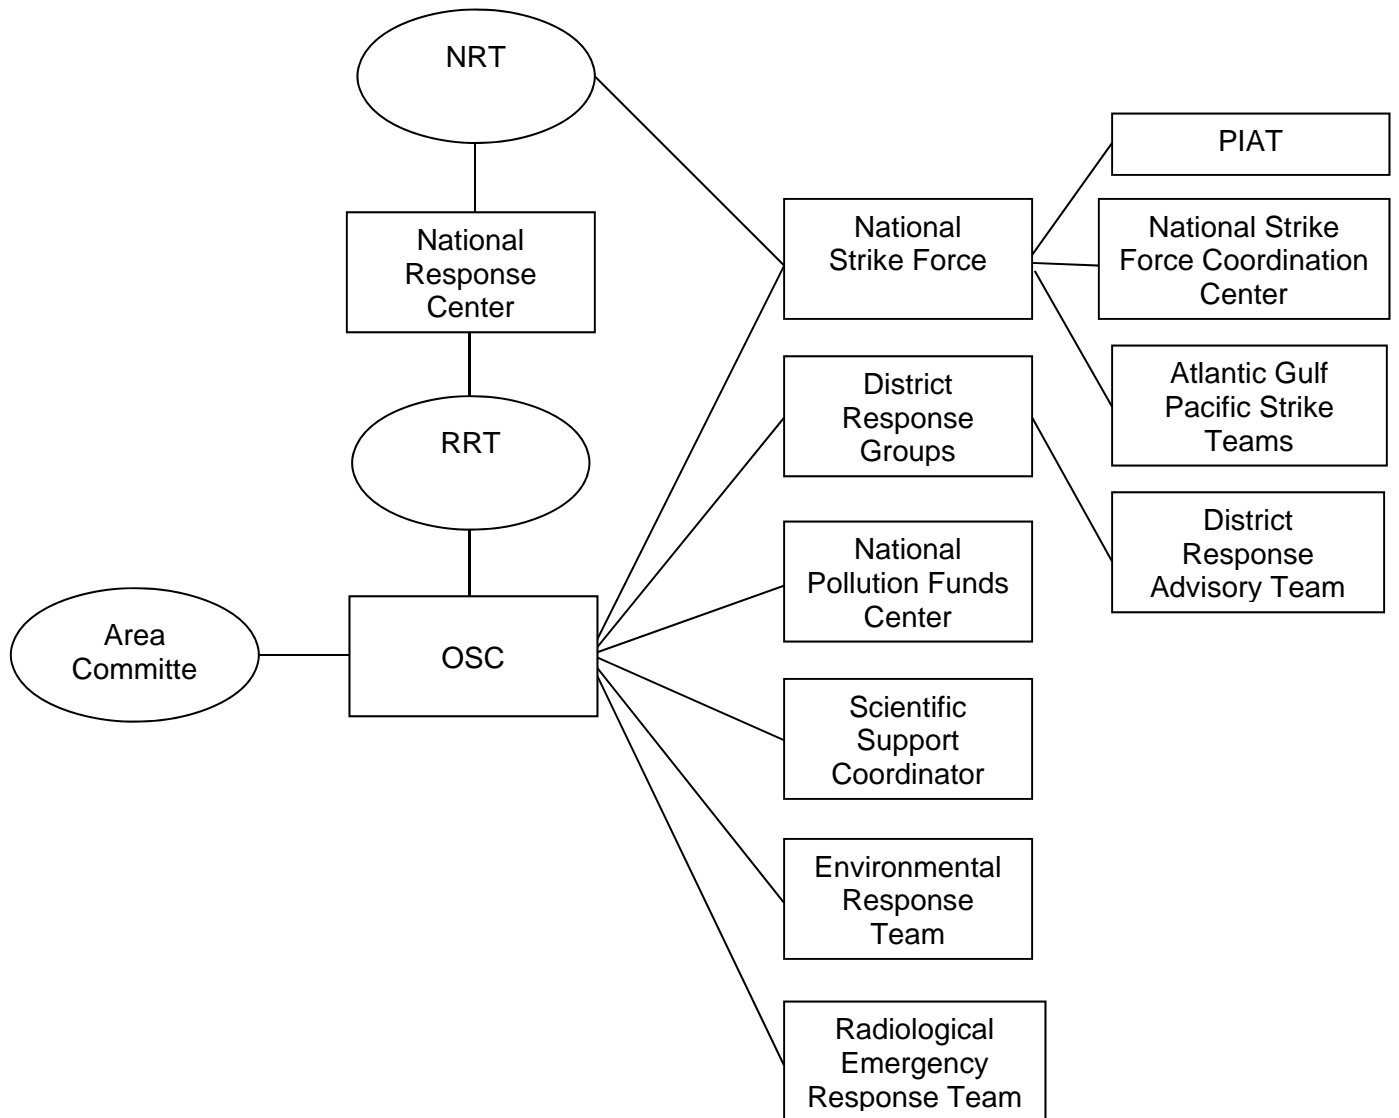 NRT
National
Response
Center
RRT
Area
Committe
OSC
National
Strike Force
District
Response
Groups
National
Pollution Funds
Center
Scientific
Support
Coordinator
Environmental
Response
Team
Radiological
Emergency
Response Team
PIAT
National Strike
Force Coordination
Center
Atlantic Gulf
Pacific Strike
Teams
District
Response
Advisory Team